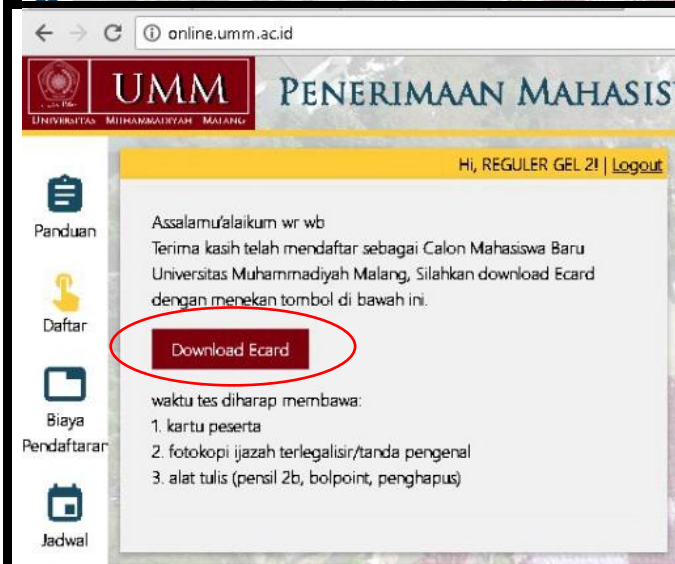 online.umm.ac.id
UMM
UNIVERSITAS MUHAMMADIYAH MALANG
PENERIMAAN MAHASIS
Hi, REGULER GEL 2! | Logout
Panduan
Daftar
Biaya
Pendaftaran
Jadwal
Assalamu'alaikum wr wb
Terima kasih telah mendaftar sebagai Calon Mahasiswa Baru
Universitas Muhammadiyah Malang, Silahkan download Ecard
dengan menekan tombol di bawah ini.
Download Ecard
waktu tes diharap membawa:
1. kartu peserta
2. fotokopi ijazah terlegalisir/tanda pengenal
3. alat tulis (pensil 2b, bolpoint, penghapus)